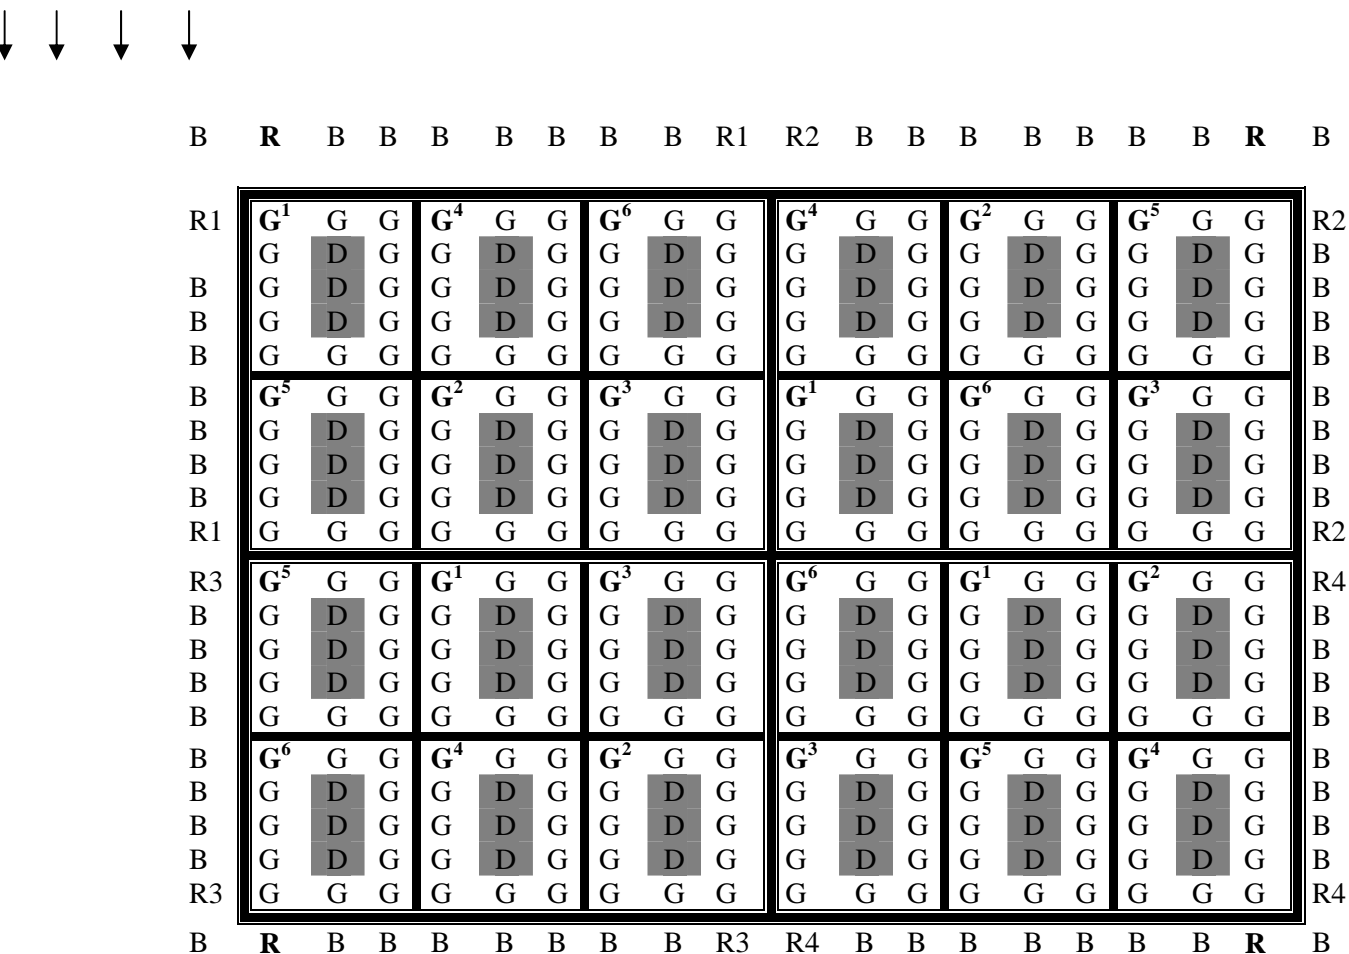 B R B B B B B B B R1 R2 B B B B B B B R B
R1 G¹ G G G⁴ G G G⁶ G G G⁴ G G G² G G G⁵ G G R2
G D G G D G G D G G D G G D G G D G B
B G D G G D G G D G G D G G D G G D G B
B G D G G D G G D G G D G G D G G D G B
B G G G G G G G G G G G G G G G G G G B
B G⁵ G G G² G G G³ G G G¹ G G G⁶ G G G³ G G B
B G D G G D G G D G G D G G D G G D G B
B G D G G D G G D G G D G G D G G D G B
B G D G G D G G D G G D G G D G G D G B
R1 G G G G G G G G G G G G G G G G G G R2
R3 G⁵ G G G¹ G G G³ G G G⁶ G G G¹ G G G² G G R4
B G D G G D G G D G G D G G D G G D G B
B G D G G D G G D G G D G G D G G D G B
B G D G G D G G D G G D G G D G G D G B
B G G G G G G G G G G G G G G G G G G B
B G⁶ G G G⁴ G G G² G G G³ G G G⁵ G G G⁴ G G B
B G D G G D G G D G G D G G D G G D G B
B G D G G D G G D G G D G G D G G D G B
B G D G G D G G D G G D G G D G G D G B
R3 G G G G G G G G G G G G G G G G G G R4
B R B B B B B B B R3 R4 B B B B B B B R B